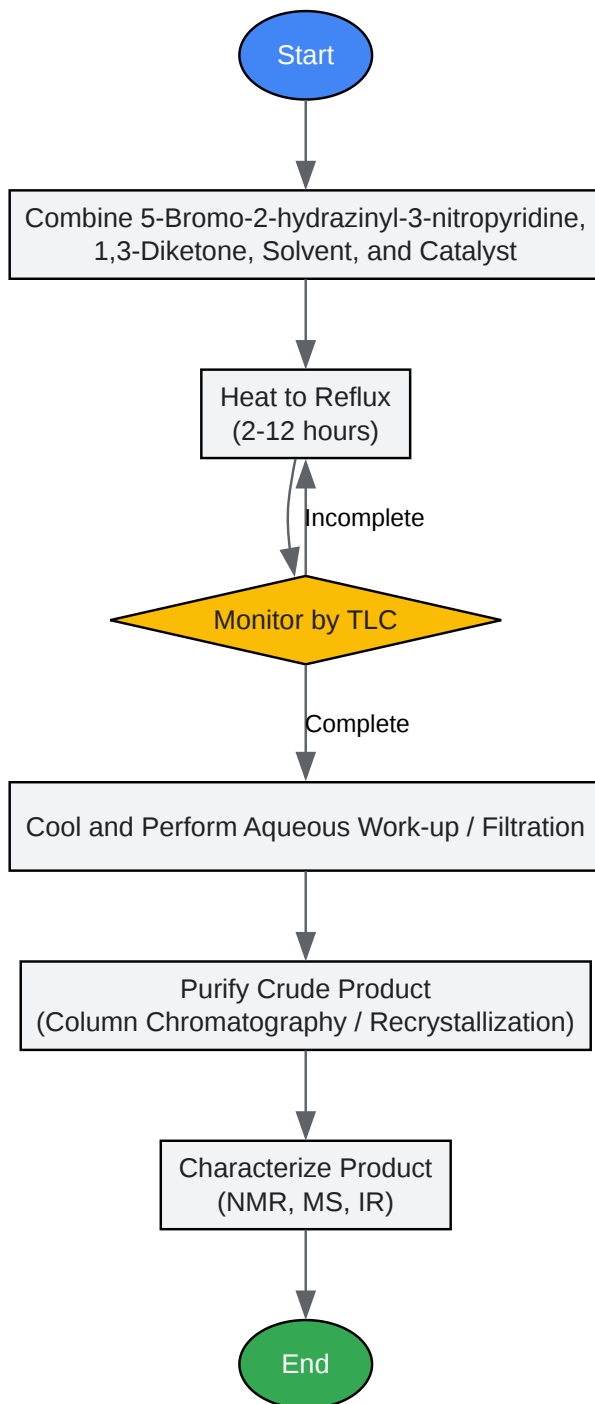 Start
Combine 5-Bromo-2-hydrazinyl-3-nitropyridine,
1,3-Diketone, Solvent, and Catalyst
Heat to Reflux
(2-12 hours)
Incomplete
Monitor by TLC
Complete
Cool and Perform Aqueous Work-up / Filtration
Purify Crude Product
(Column Chromatography / Recrystallization)
Characterize Product
(NMR, MS, IR)
End